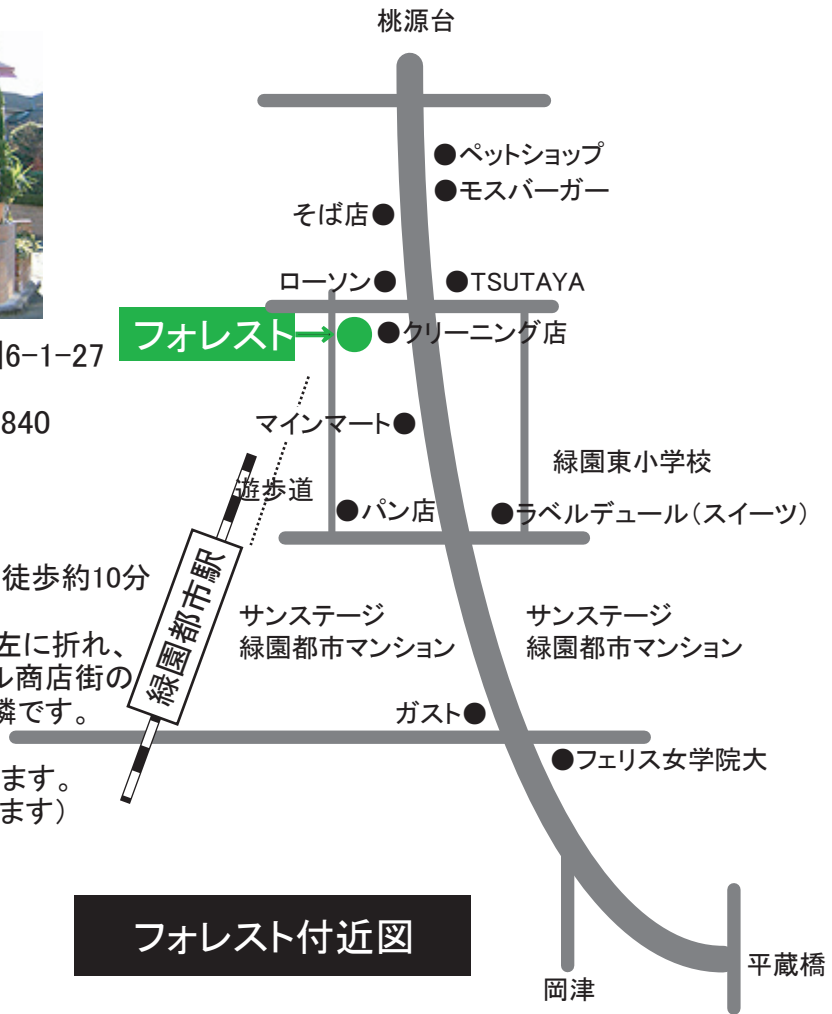 桃源台
●ペットショップ
●モスバーガー
そば店●
ローソン●
●TSUTAYA
フォレスト→
●クリーニング店
6-1-27
840
マインマート●
緑園東小学校
遊歩道
●パン店
●ラベルデュール(スイーツ)
徒歩約10分
緑園都市駅
サンステージ
緑園都市マンション
サンステージ
緑園都市マンション
左に折れ、
ル商店街の
隣です。
ガスト●
●フェリス女学院大
ます。
ます)
フォレスト付近図
岡津
平蔵橋